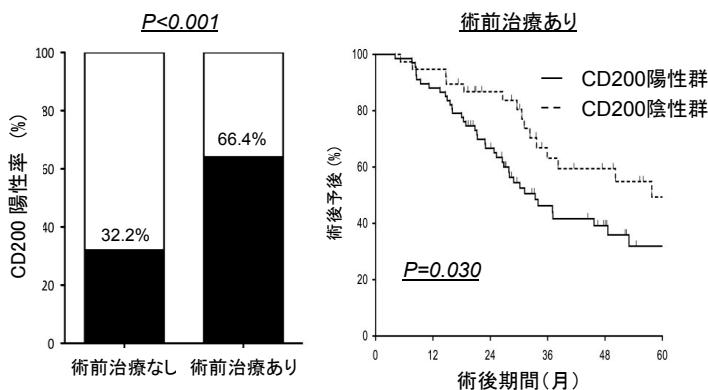 P<0.001
CD200 陽性率 (%)
100
80
60
40
20
0
32.2%
66.4%
術前治療なし
術前治療あり
術前治療あり
術後予後 (%)
100
80
60
40
20
0
CD200陽性群
CD200陰性群
P=0.030
0
12
24
36
48
60
術後期間(月)